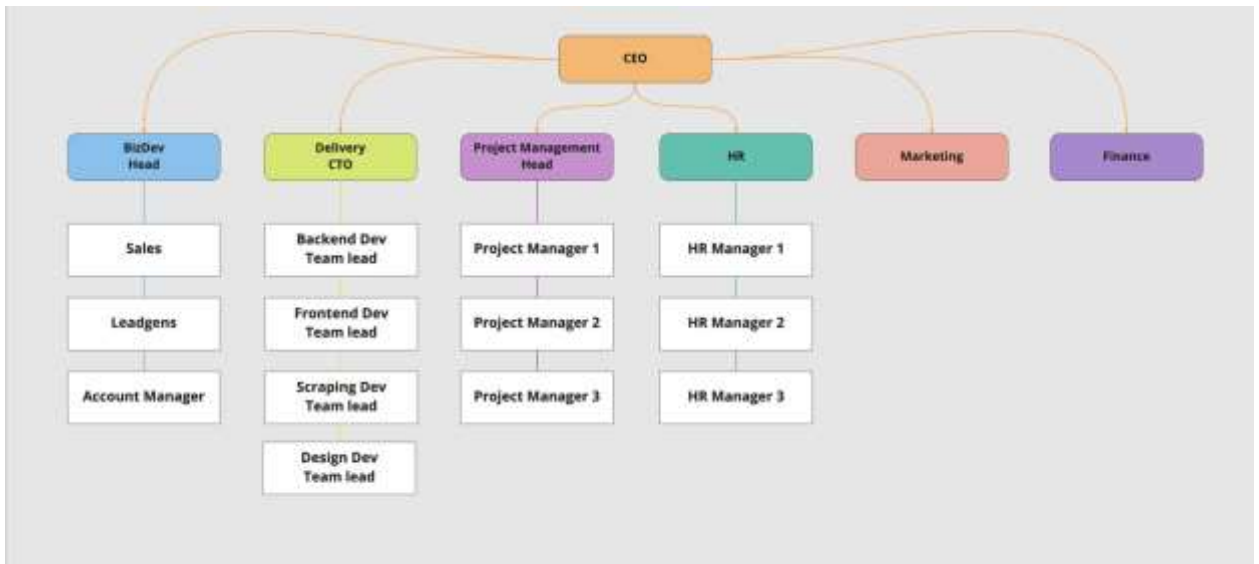 CEO
BizDev
Head
Delivery
CTO
Project Management
Head
HR
Marketing
Finance
Sales
Backend Dev
Team lead
Project Manager 1
HR Manager 1
Leadgens
Frontend Dev
Team lead
Project Manager 2
HR Manager 2
Account Manager
Scraping Dev
Team lead
Project Manager 3
HR Manager 3
Design Dev
Team lead